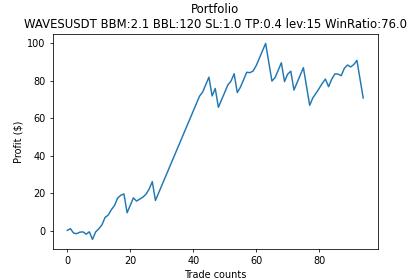 Portfolio
WAVESUSDT BBM:2.1 BBL:120 SL:1.0 TP:0.4 lev:15 WinRatio:76.0
100
80
60
40
20
0
Profit ($)
0 20 40 60 80
Trade counts